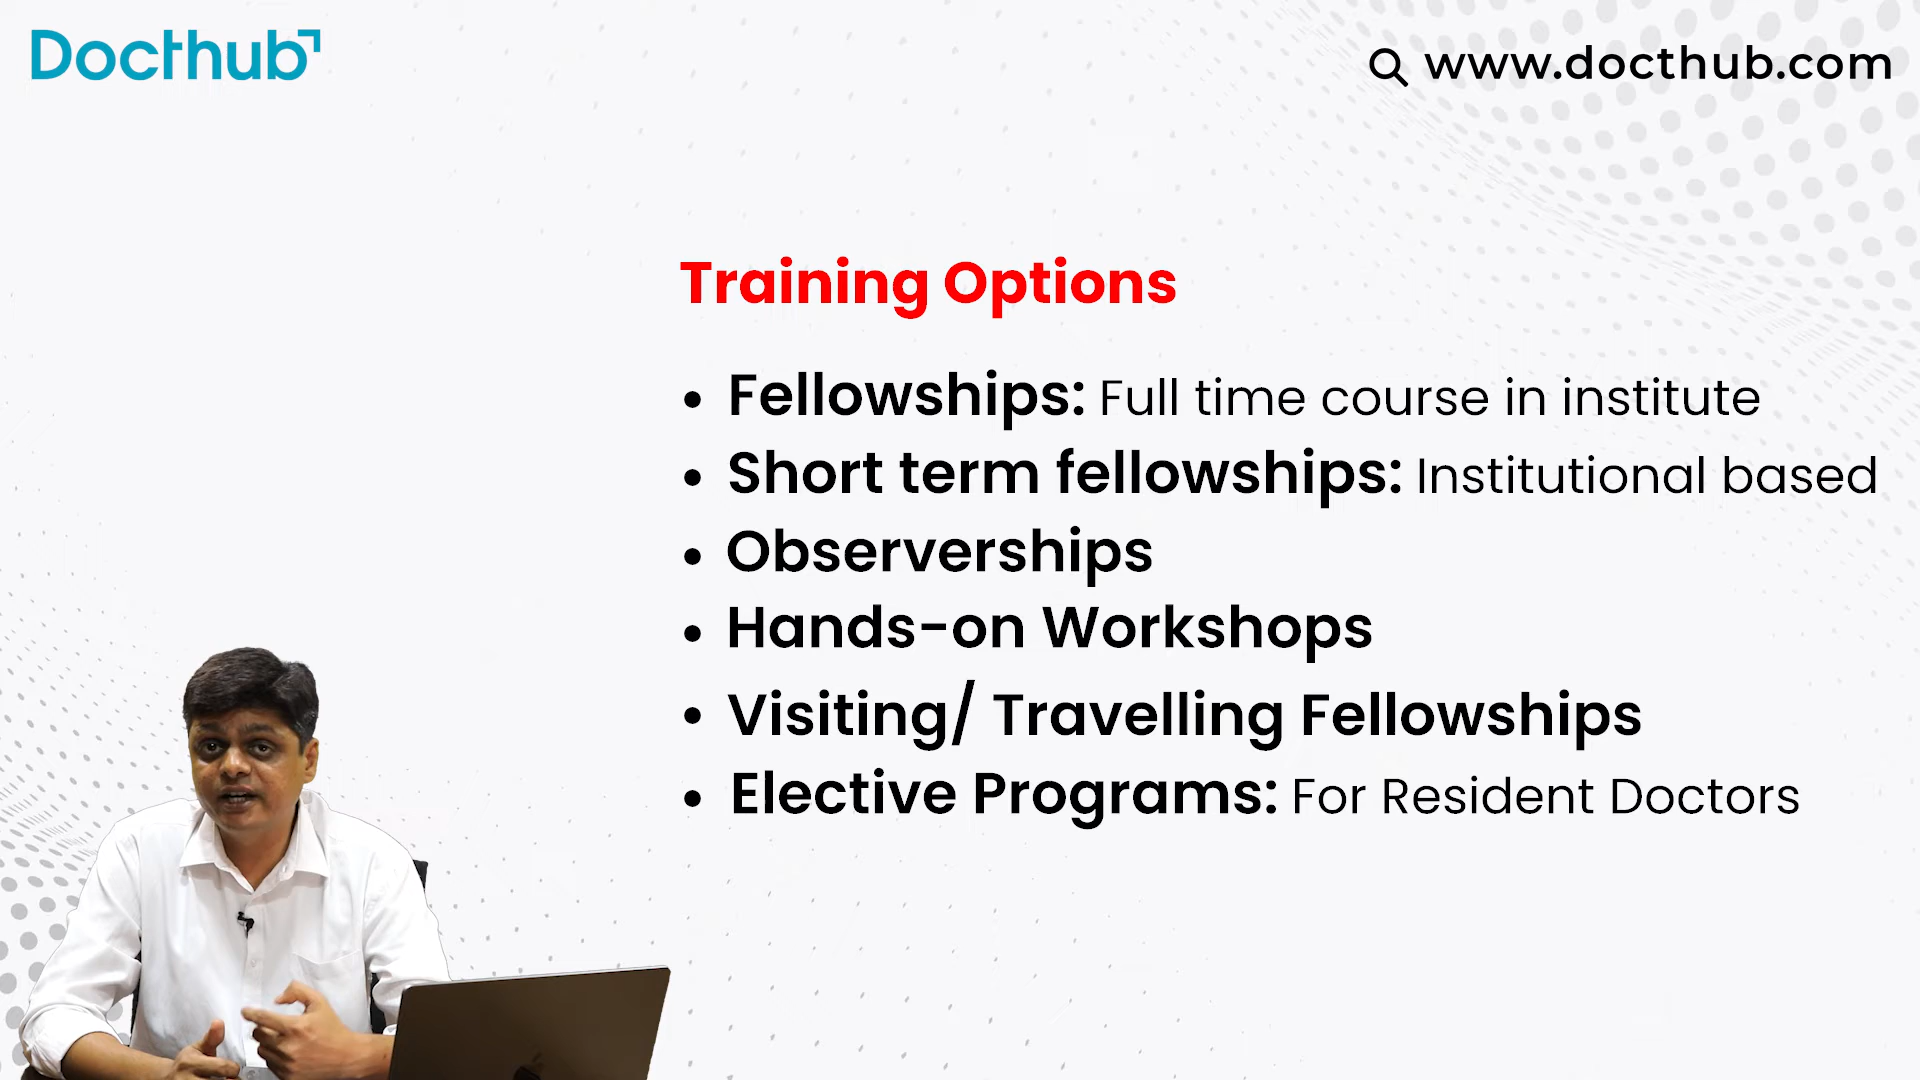 Docthub
www.docthub.com
Training Options
• Fellowships: Full time course in institute
• Short term fellowships: Institutional based
• Observerships
• Hands-on Workshops
• Visiting/ Travelling Fellowships
• Elective Programs: For Resident Doctors